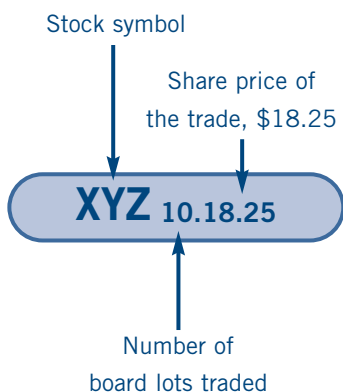 Stock symbol
Share price of
the trade, $18.25
XYZ 10.18.25
Number of
board lots traded